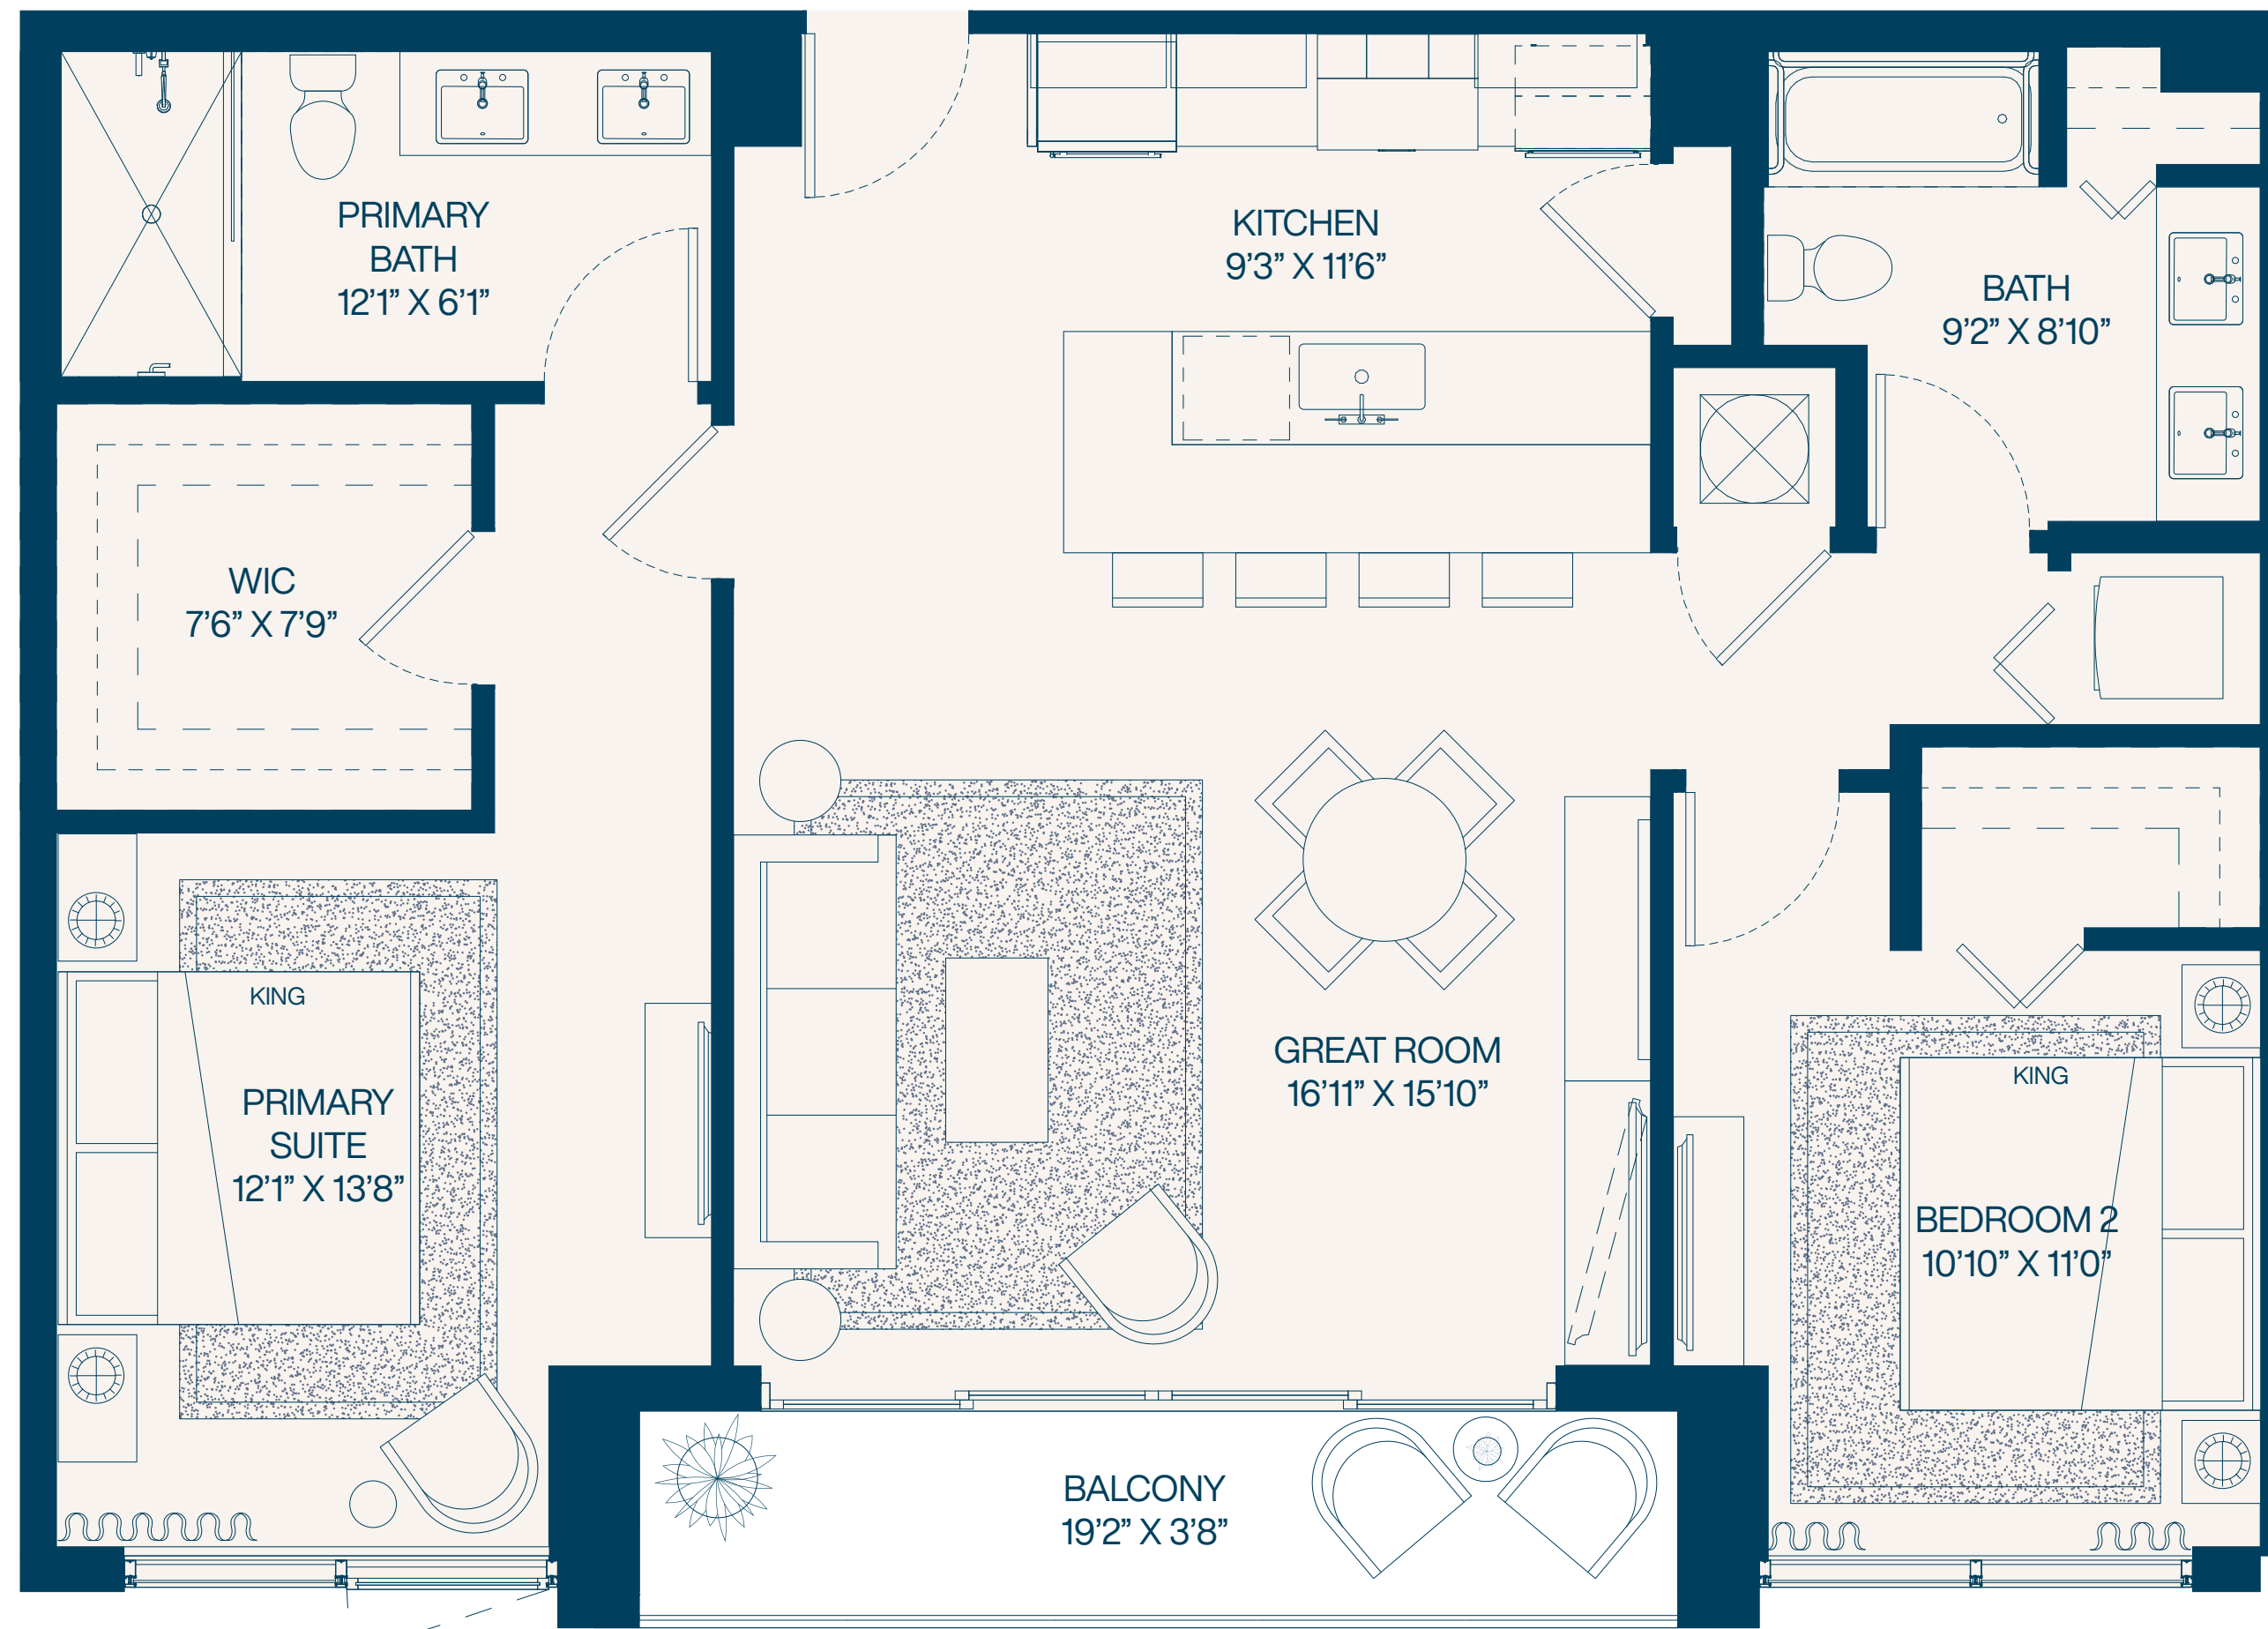 PRIMARY
BATH
12’1” X 6’1”
KITCHEN
9’3” X 11’6”
BATH
9’2” X 8’10”
WIC
7’6” X 7’9”
KING
PRIMARY
SUITE
12’1” X 13’8”
GREAT ROOM
16’11” X 15’10”
KING
BEDROOM 2
10’10” X 11’0”
BALCONY
19’2” X 3’8”